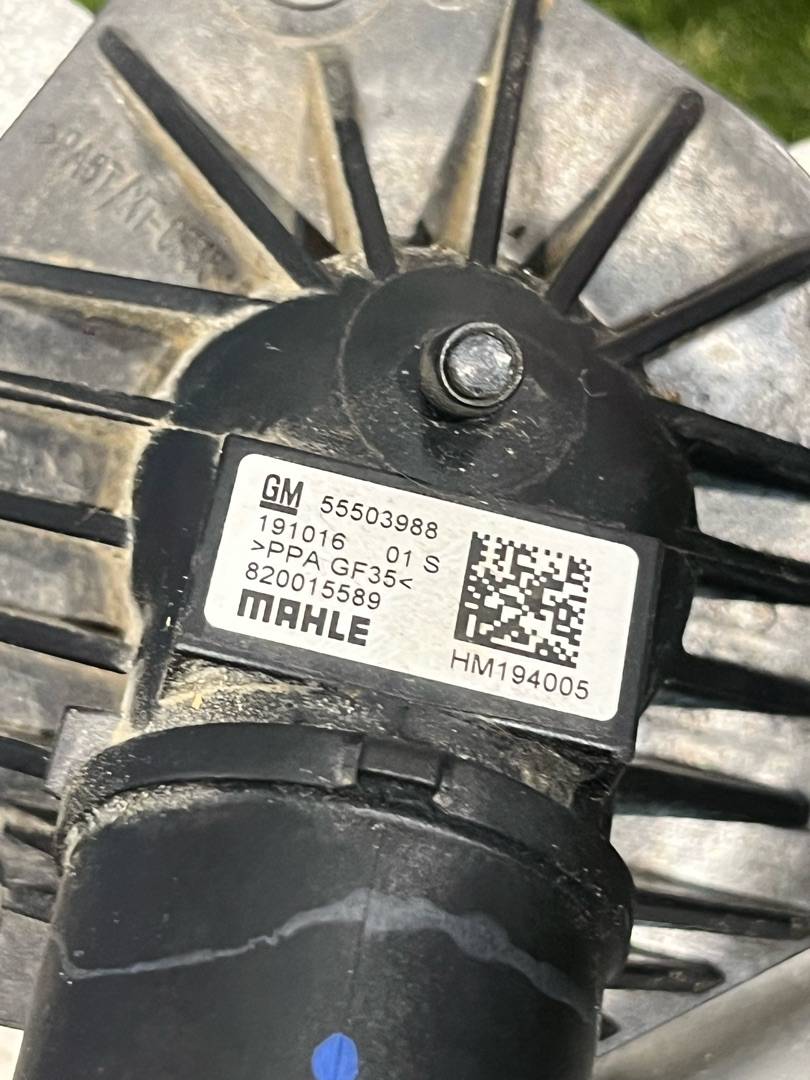 GM 55503988
191016 01 S
>PPA GF35<
820015589
MAHLE
HM194005